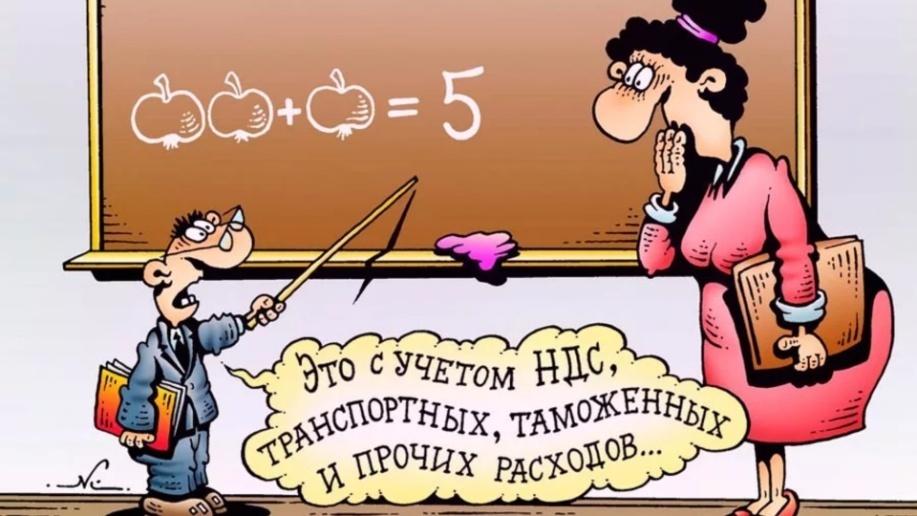 + = 5
Это с учетом НДС,
транспортных, таможенных
и прочих расходов...